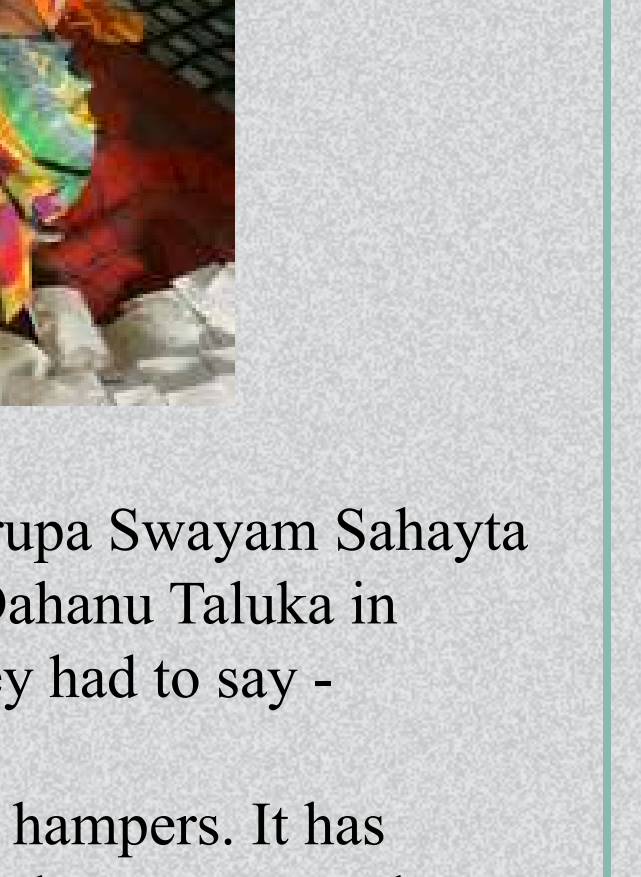 rupa Swayam Sahayta
Dahanu Taluka in
ey had to say -
hampers. It has